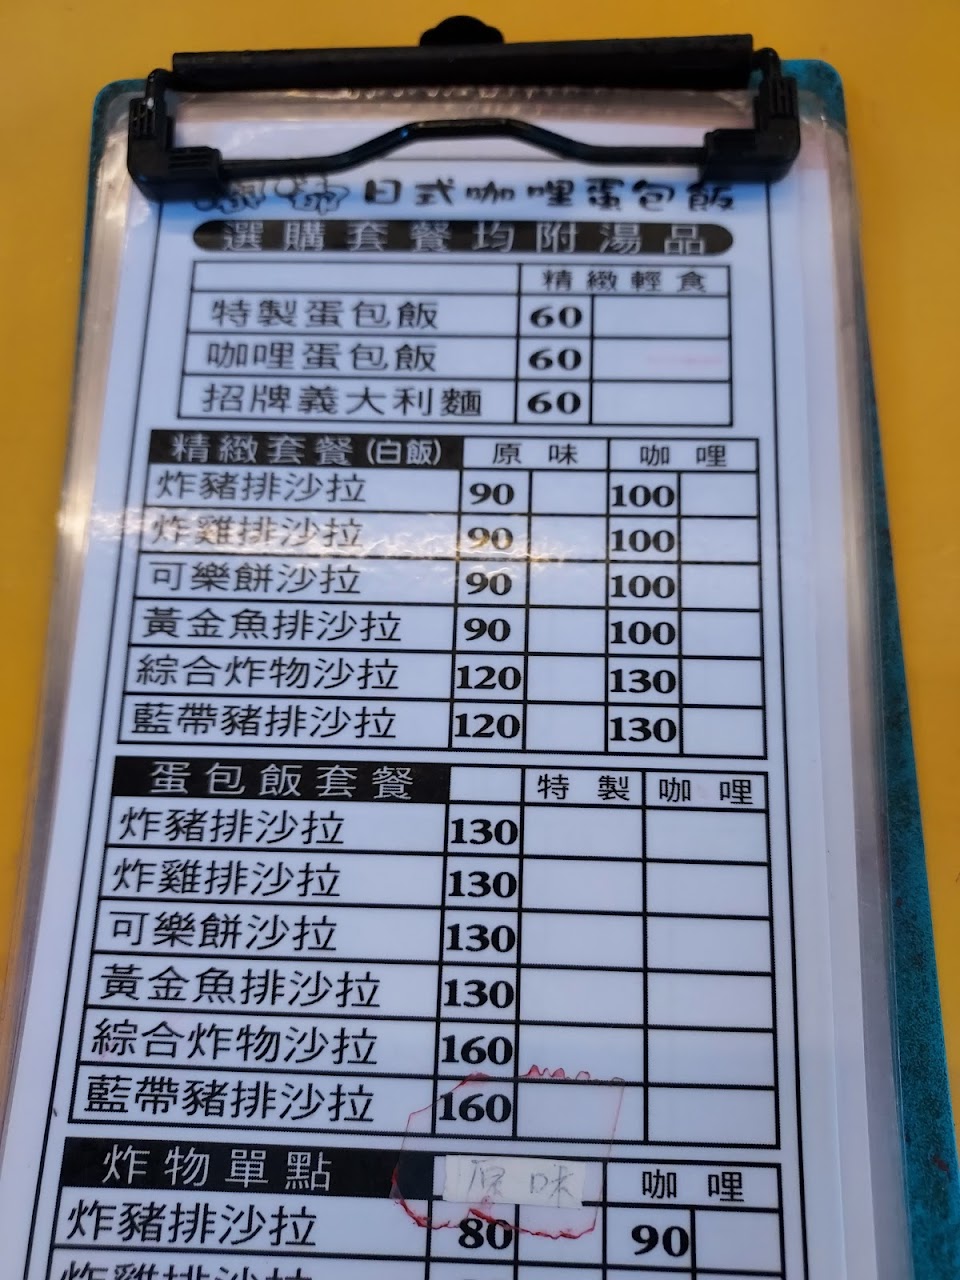 日式咖哩蛋包飯
選購套餐均附湯品
精緻輕食
特製蛋包飯 60
咖哩蛋包飯 60
招牌義大利麵 60
精緻套餐(白飯) 原味 咖哩
炸豬排沙拉 90 100
炸雞排沙拉 90 100
可樂餅沙拉 90 100
黃金魚排沙拉 90 100
綜合炸物沙拉 120 130
藍帶豬排沙拉 120 130
蛋包飯套餐 特製 咖哩
炸豬排沙拉 130
炸雞排沙拉 130
可樂餅沙拉 130
黃金魚排沙拉 130
綜合炸物沙拉 160
藍帶豬排沙拉 160
炸物單點 原味 咖哩
炸豬排沙拉 80 90
炸雞排沙拉